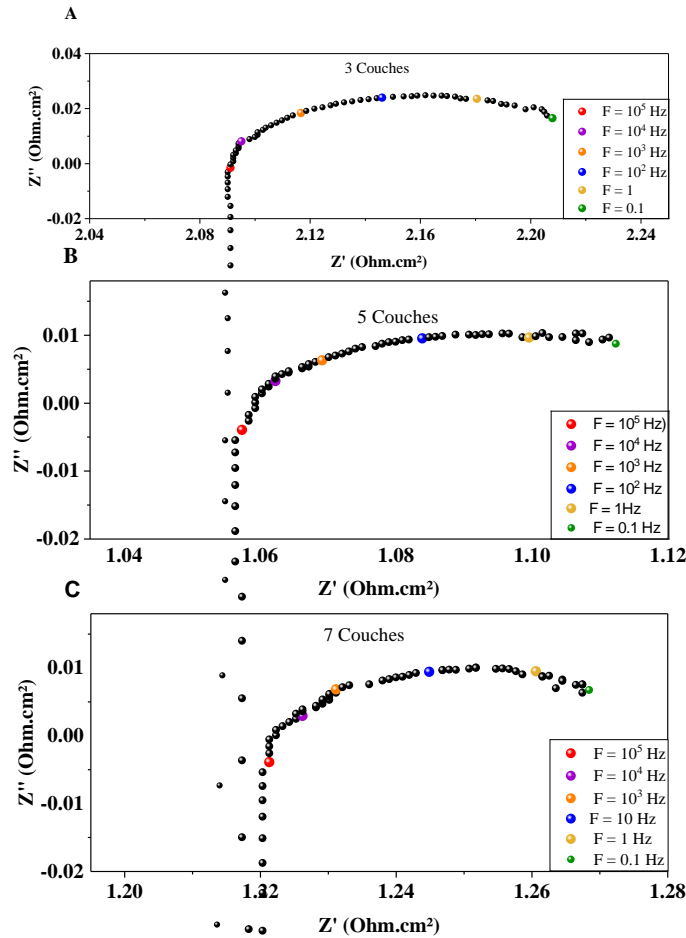 A
3 Couches
0.04
0.02
0.00
-0.02
Z'' (Ohm.cm²)
F = 10⁵ Hz
F = 10⁴ Hz
F = 10³ Hz
F = 10² Hz
F = 1
F = 0.1
2.04 2.08 2.12 2.16 2.20 2.24
Z' (Ohm.cm²)
B
5 Couches
0.01
0.00
-0.01
-0.02
Z'' (Ohm.cm²)
F = 10⁵ Hz)
F = 10⁴ Hz
F = 10³ Hz
F = 10² Hz
F = 1Hz
F = 0.1 Hz
1.04 1.06 1.08 1.10 1.12
Z' (Ohm.cm²)
C
7 Couches
0.01
0.00
-0.01
-0.02
Z'' (Ohm.cm²)
F = 10⁵ Hz
F = 10⁴ Hz
F = 10³ Hz
F = 10 Hz
F = 1 Hz
F = 0.1 Hz
1.20 1.22 1.24 1.26 1.28
Z' (Ohm.cm²)